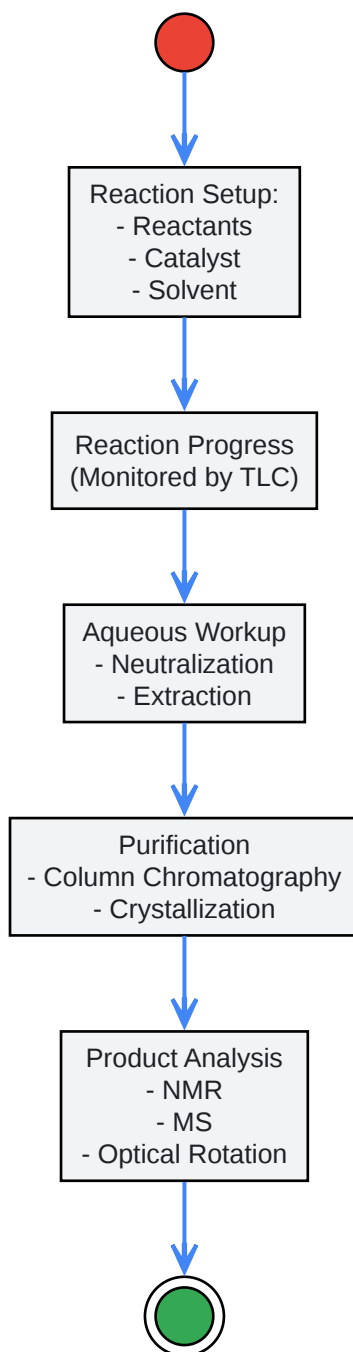 Reaction Setup:
- Reactants
- Catalyst
- Solvent
Reaction Progress
(Monitored by TLC)
Aqueous Workup
- Neutralization
- Extraction
Purification
- Column Chromatography
- Crystallization
Product Analysis
- NMR
- MS
- Optical Rotation